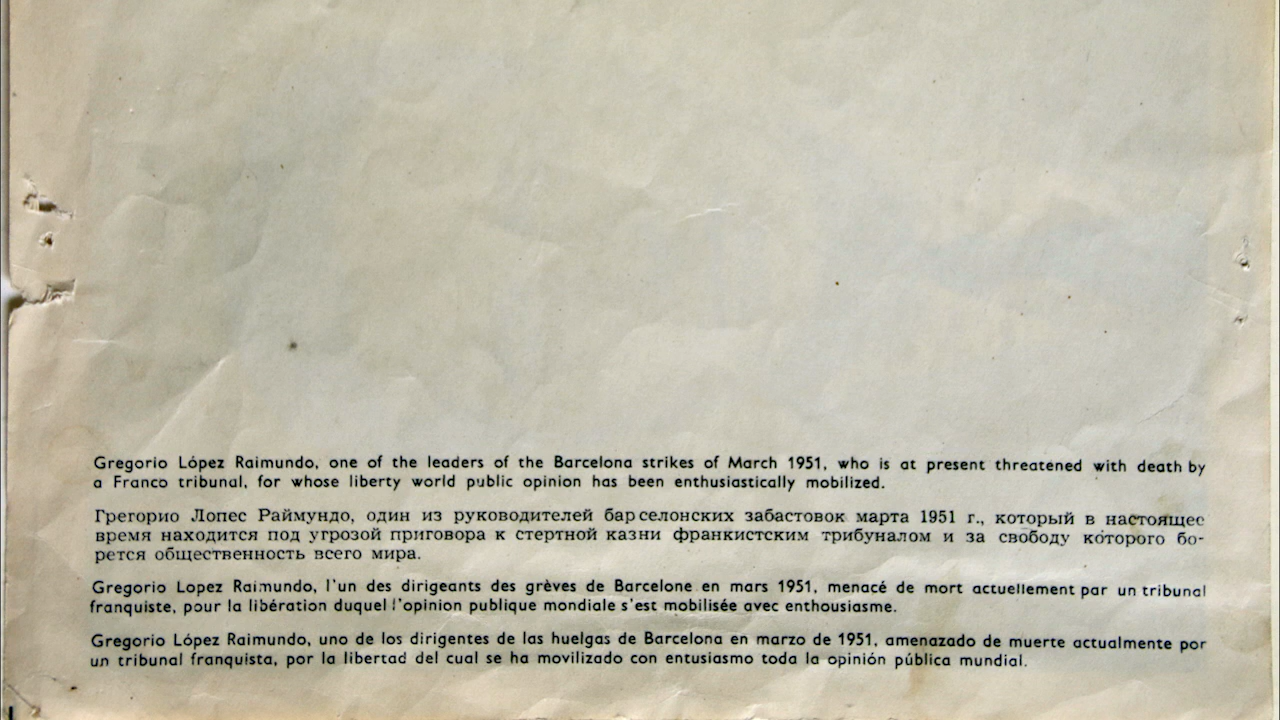 Gregorio López Raimundo, one of the leaders of the Barcelona strikes of March 1951, who is at present threatened with death by
a Franco tribunal, for whose liberty world public opinion has been enthusiastically mobilized.
Грегорио Лопес Раймундо, один из руководителей барселонских забастовок марта 1951 г., который в настоящее
время находится под угрозой приговора к стертной казни франкистским трибуналом и за свободу которого бо-
рется общественность всего мира.
Gregorio Lopez Raimundo, l'un des dirigeants des grèves de Barcelone en mars 1951, menacé de mort actuellement par un tribunal
franquiste, pour la libération duquel l'opinion publique mondiale s'est mobilisée avec enthousiasme.
Gregorio López Raimundo, uno de los dirigentes de las huelgas de Barcelona en marzo de 1951, amenazado de muerte actualmente por
un tribunal franquista, por la libertad del cual se ha movilizado con entusiasmo toda la opinión pública mundial.